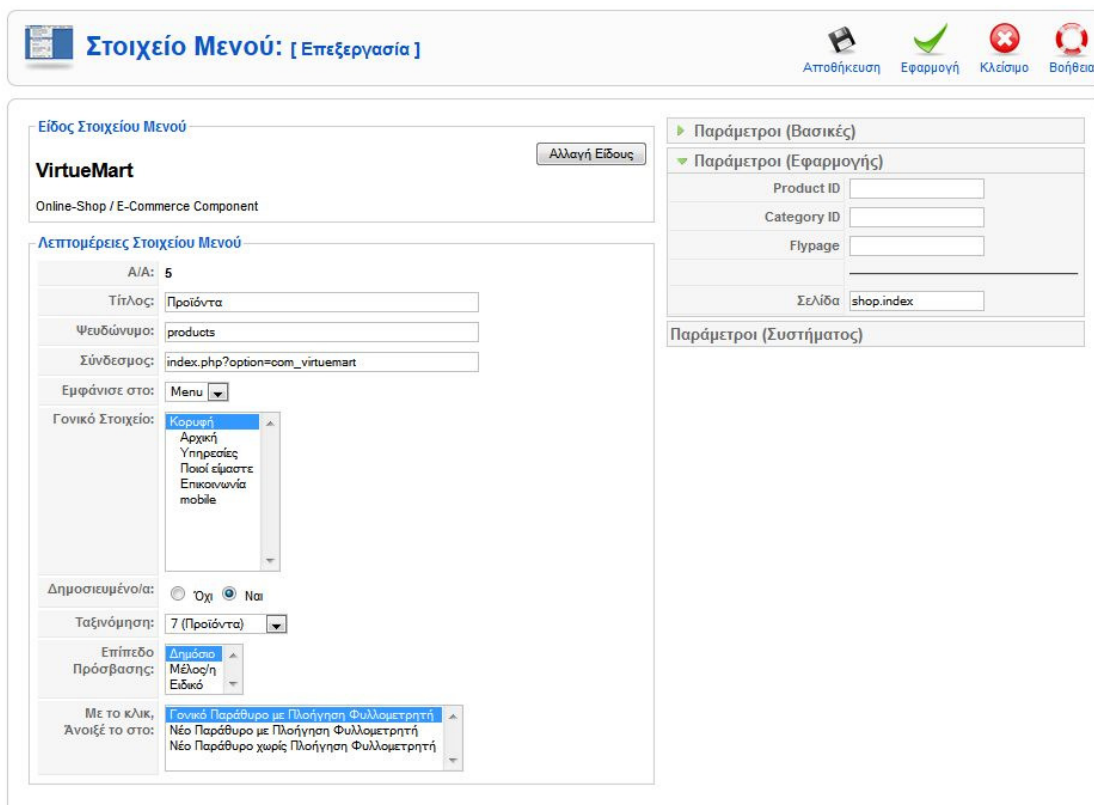 Στοιχείο Μενού: [ Επεξεργασία ]
Αποθήκευση
Εφαρμογή
Κλείσιμο
Βοήθεια
Είδος Στοιχείου Μενού
Αλλαγή Είδους
VirtueMart
Online-Shop / E-Commerce Component
Λεπτομέρειες Στοιχείου Μενού
Α/Α: 5
Τίτλος: Προϊόντα
Ψευδώνυμο: products
Σύνδεσμος: index.php?option=com_virtuemart
Εμφάνισε στο: Menu
Γονικό Στοιχείο: Κορυφή
Αρχική
Υπηρεσίες
Ποιοί είμαστε
Επικοινωνία
mobile
Δημοσιευμένο/α: Όχι Ναι
Ταξινόμηση: 7 (Προϊόντα)
Επίπεδο Πρόσβασης:
Δημόσιο
Μέλος/η
Ειδικό
Με το κλικ,
Άνοιξέ το στο:
Γονικό Παράθυρο με Πλοήγηση Φυλλομετρητή
Νέο Παράθυρο με Πλοήγηση Φυλλομετρητή
Νέο Παράθυρο χωρίς Πλοήγηση Φυλλομετρητή
Παράμετροι (Βασικές)
Παράμετροι (Εφαρμογής)
Product ID
Category ID
Flypage
Σελίδα shop.index
Παράμετροι (Συστήματος)